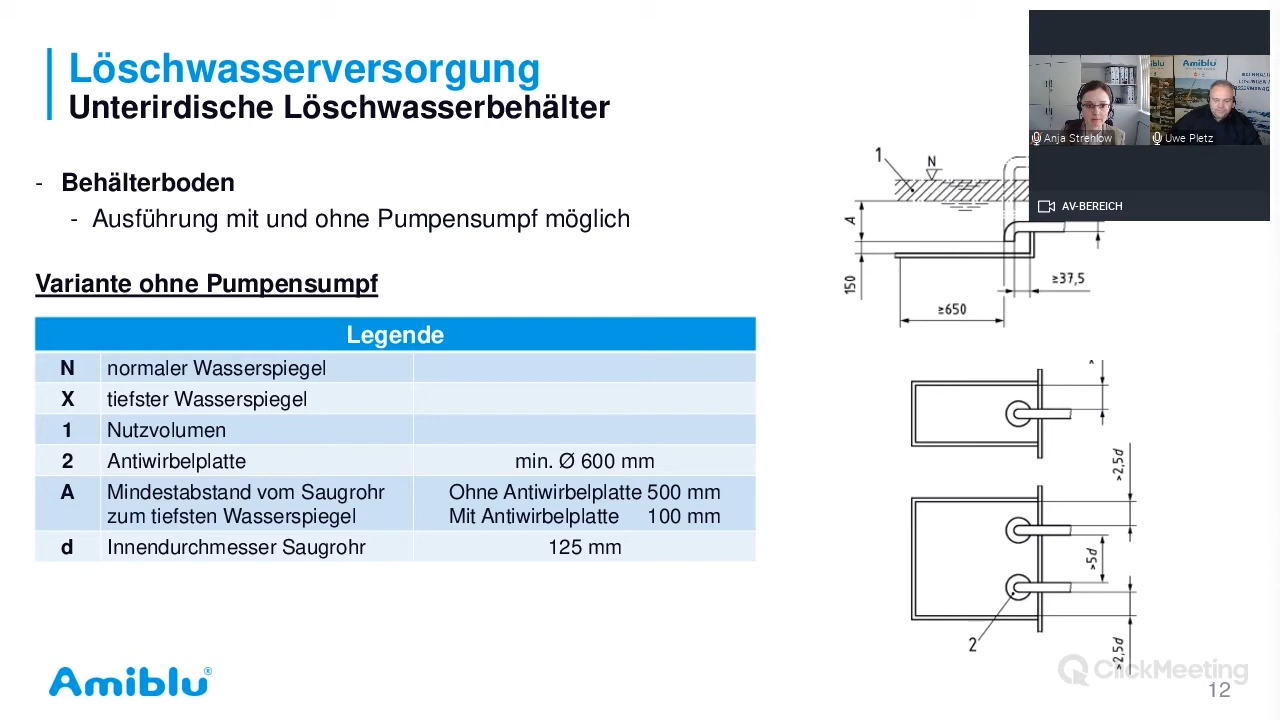 Löschwasserversorgung
Unterirdische Löschwasserbehälter
- Behälterboden
- Ausführung mit und ohne Pumpensumpf möglich
Variante ohne Pumpensumpf
Legende
N normaler Wasserspiegel
X tiefster Wasserspiegel
1 Nutzvolumen
2 Antiwirbelplatte min. Ø 600 mm
A Mindestabstand vom Saugrohr zum tiefsten Wasserspiegel
Ohne Antiwirbelplatte 500 mm
Mit Antiwirbelplatte 100 mm
d Innendurchmesser Saugrohr 125 mm
1
N
A
150
≥650
≥37,5
>2,5d
>5d
2
>2,5d
Amiblu
Anja Strehlow
Uwe Pletz
AV-BEREICH
Amiblu®
ClickMeeting
12